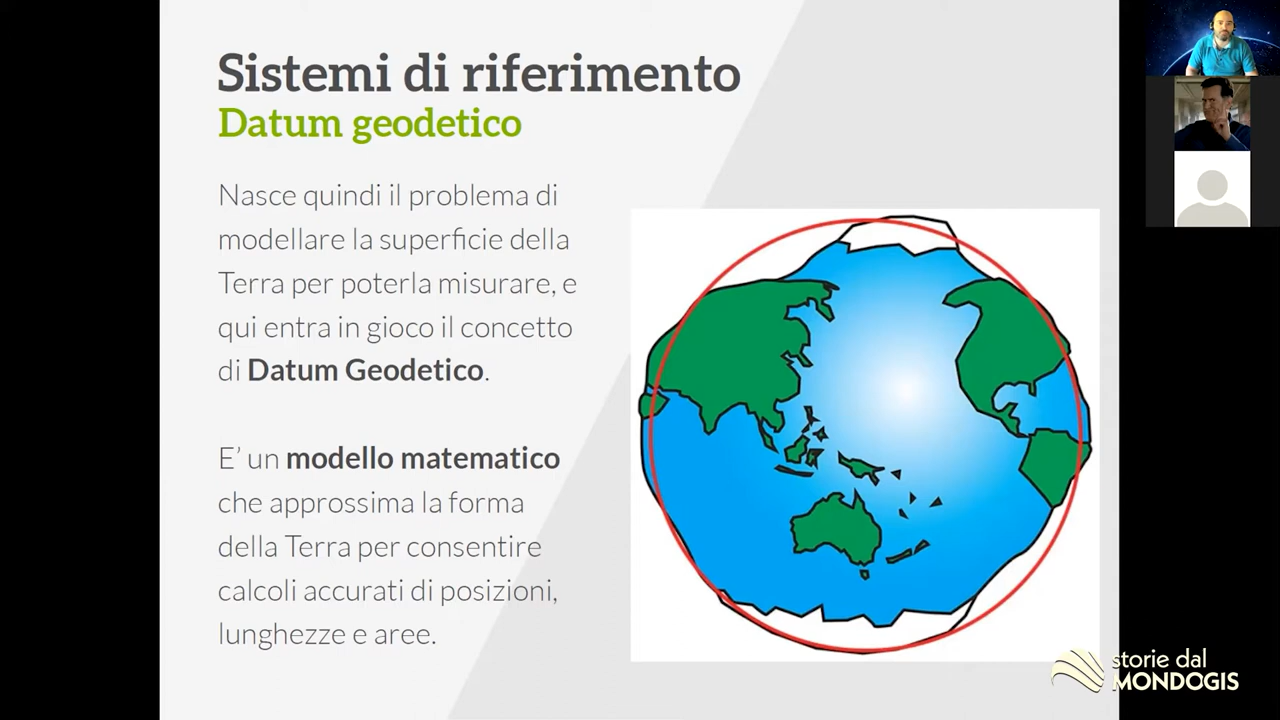 Sistemi di riferimento
Datum geodetico
Nasce quindi il problema di
modellare la superficie della
Terra per poterla misurare, e
qui entra in gioco il concetto
di Datum Geodetico.
E’ un modello matematico
che approssima la forma
della Terra per consentire
calcoli accurati di posizioni,
lunghezze e aree.
storie dal
MONDOGIS